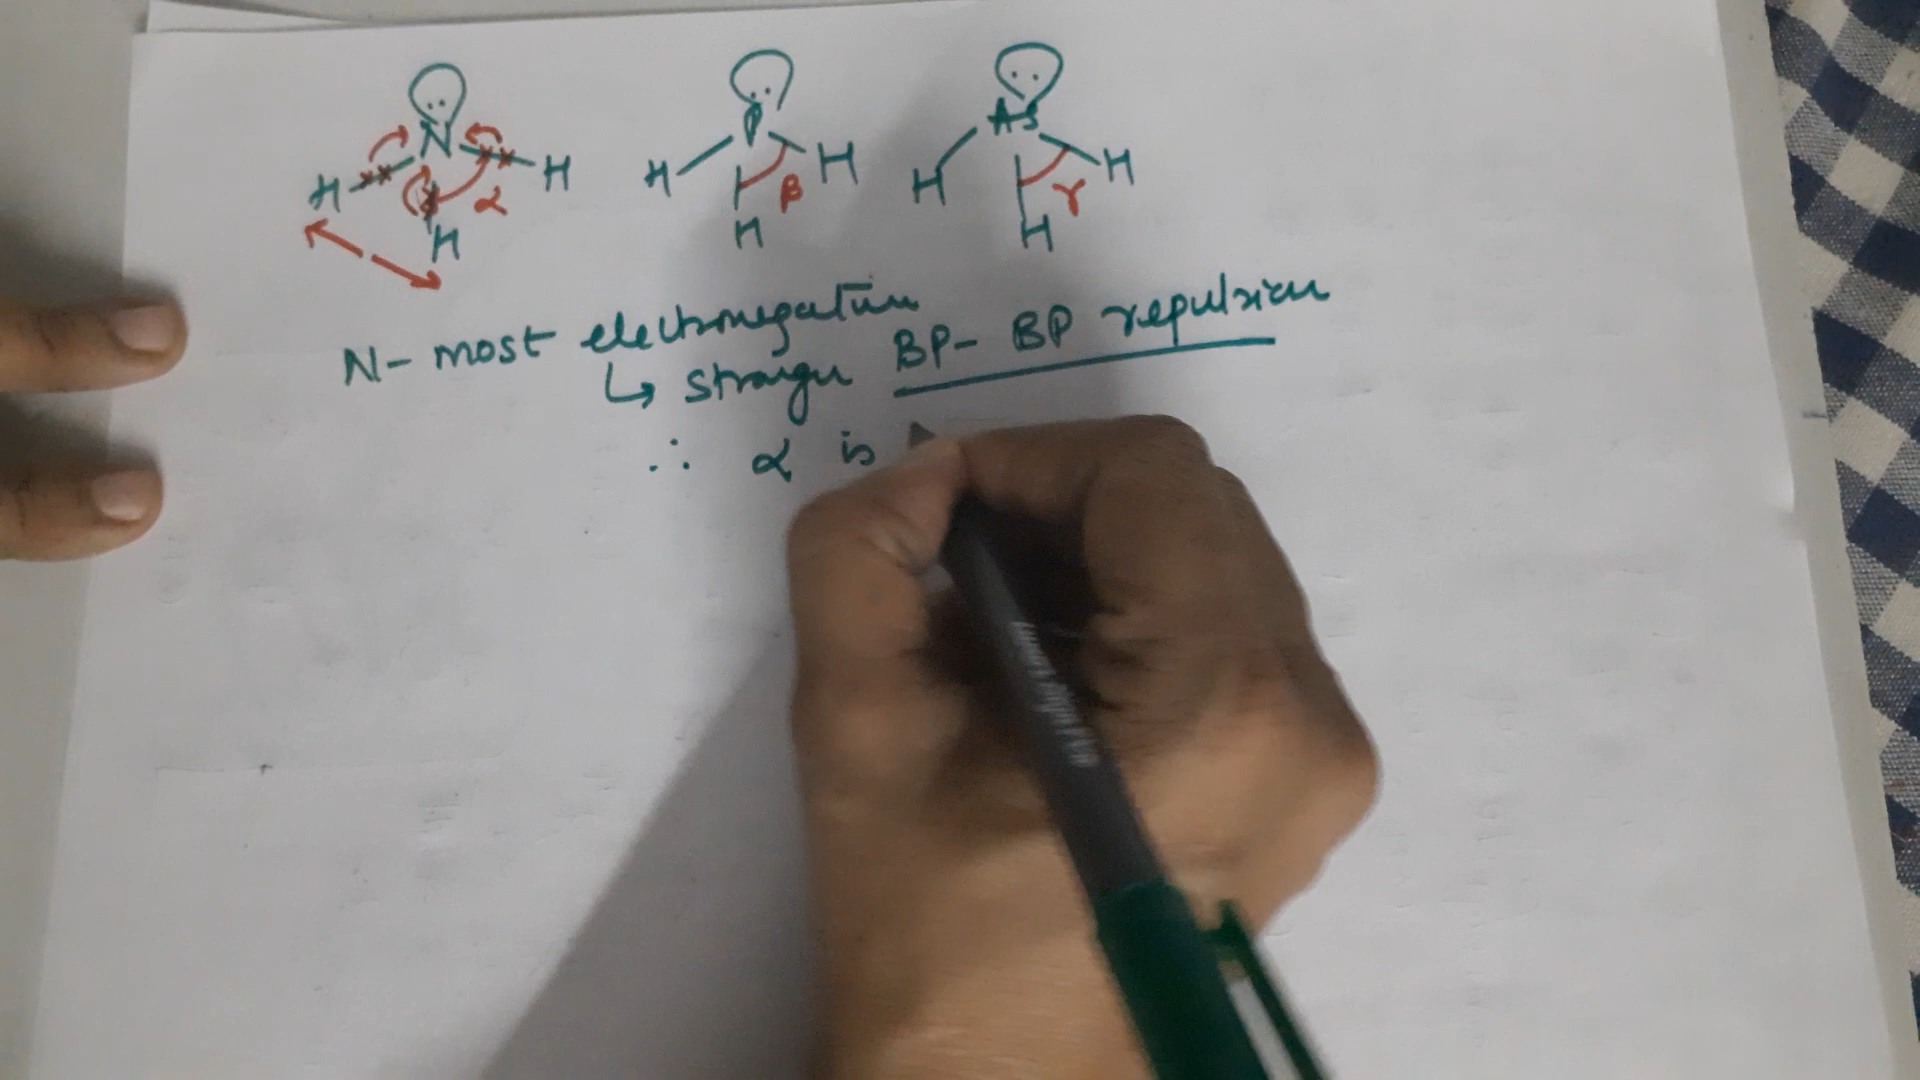 N P As
H H H H H H
α β γ
H H H
N- most electronegative
↳ stronger BP- BP repulsion
∴ α is